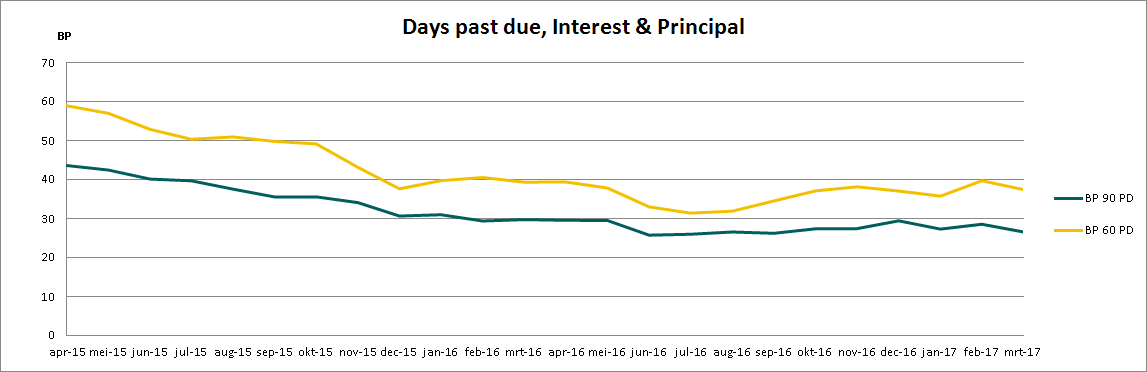 Days past due, Interest & Principal
BP
70
60
50
40
30
20
10
0
apr-15 mei-15 jun-15 jul-15 aug-15 sep-15 okt-15 nov-15 dec-15 jan-16 feb-16 mrt-16 apr-16 mei-16 jun-16 jul-16 aug-16 sep-16 okt-16 nov-16 dec-16 jan-17 feb-17 mrt-17
BP 90 PD
BP 60 PD